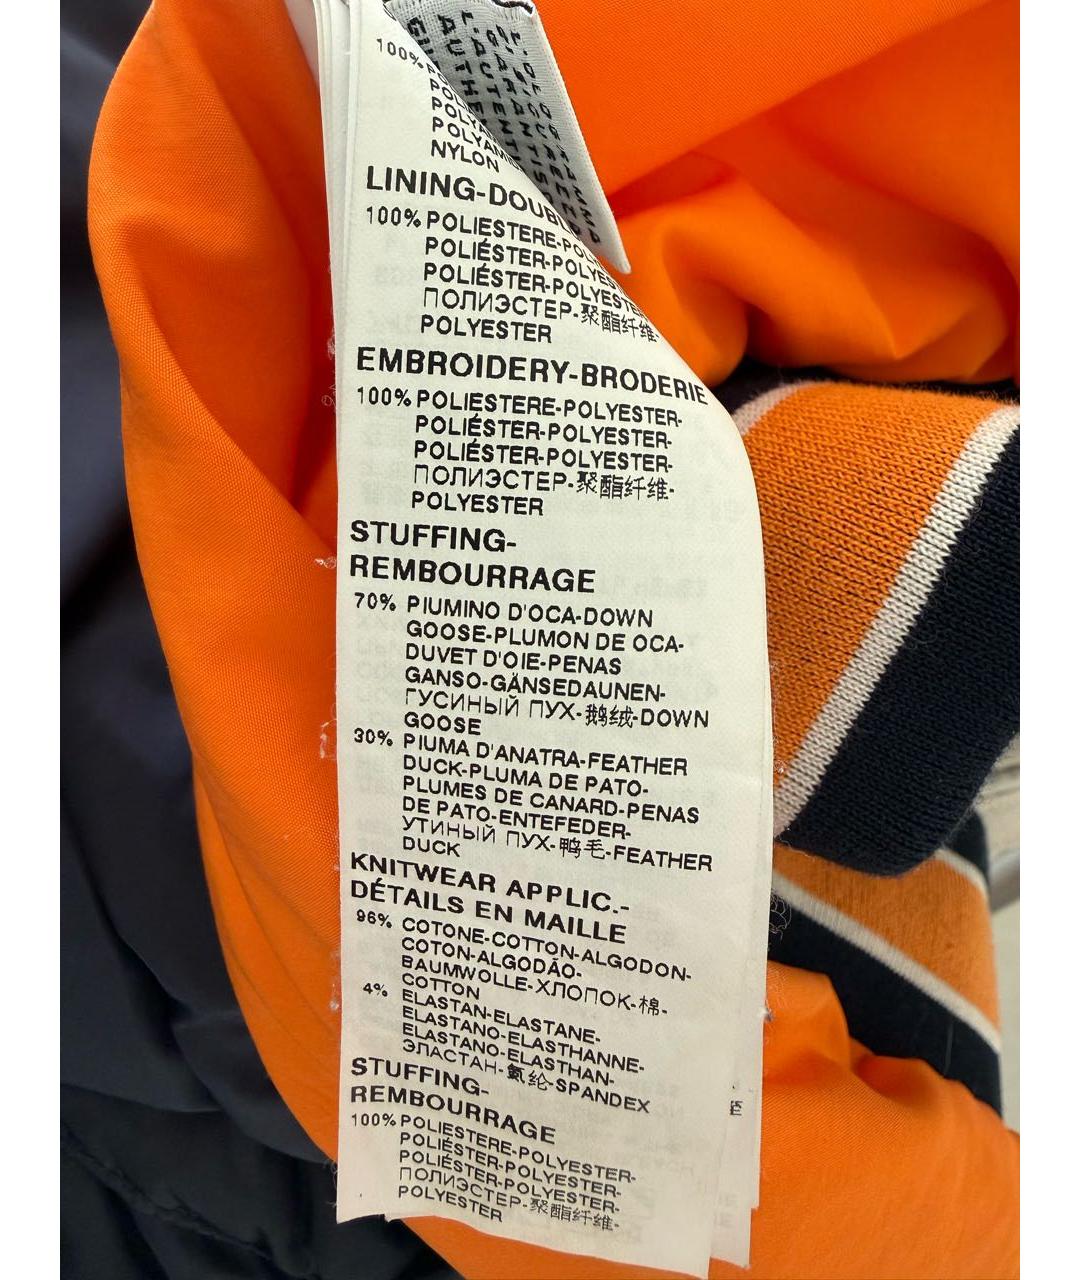 100%
NYLON
LINING-DOUBL
100% POLIESTERE-POLY
POLIÉSTER-POLYES
POLIÉSTER-POLYESTE
ПОЛИЭСТЕР-聚酯纤维-
POLYESTER
EMBROIDERY-BRODERIE
100% POLIESTERE-POLYESTER-
POLIÉSTER-POLYESTER-
POLIÉSTER-POLYESTER-
ПОЛИЭСТЕР-聚酯纤维-
POLYESTER
STUFFING-
REMBOURRAGE
70% PIUMINO D'OCA-DOWN
GOOSE-PLUMON DE OCA-
DUVET D'OIE-PENAS
GANSO-GÄNSEDAUNEN-
ГУСИНЫЙ ПУХ-鹅绒-DOWN
GOOSE
30% PIUMA D'ANATRA-FEATHER
DUCK-PLUMA DE PATO-
PLUMES DE CANARD-PENAS
DE PATO-ENTEFEDER-
УТИНЫЙ ПУХ-鸭毛-FEATHER
DUCK
KNITWEAR APPLIC.-
DÉTAILS EN MAILLE
96% COTONE-COTTON-ALGODON-
COTON-ALGODÃO-
BAUMWOLLE-ХЛОПОК-棉-
COTTON
4% ELASTAN-ELASTANE-
ELASTANO-ELASTHANNE-
ELASTANO-ELASTHAN-
ЭЛАСТАН-氨纶-SPANDEX
STUFFING-
REMBOURRAGE
100% POLIESTERE-POLYESTER-
POLIÉSTER-POLYESTER-
POLIÉSTER-POLYESTER-
ПОЛИЭСТЕР-聚酯纤维-
POLYESTER